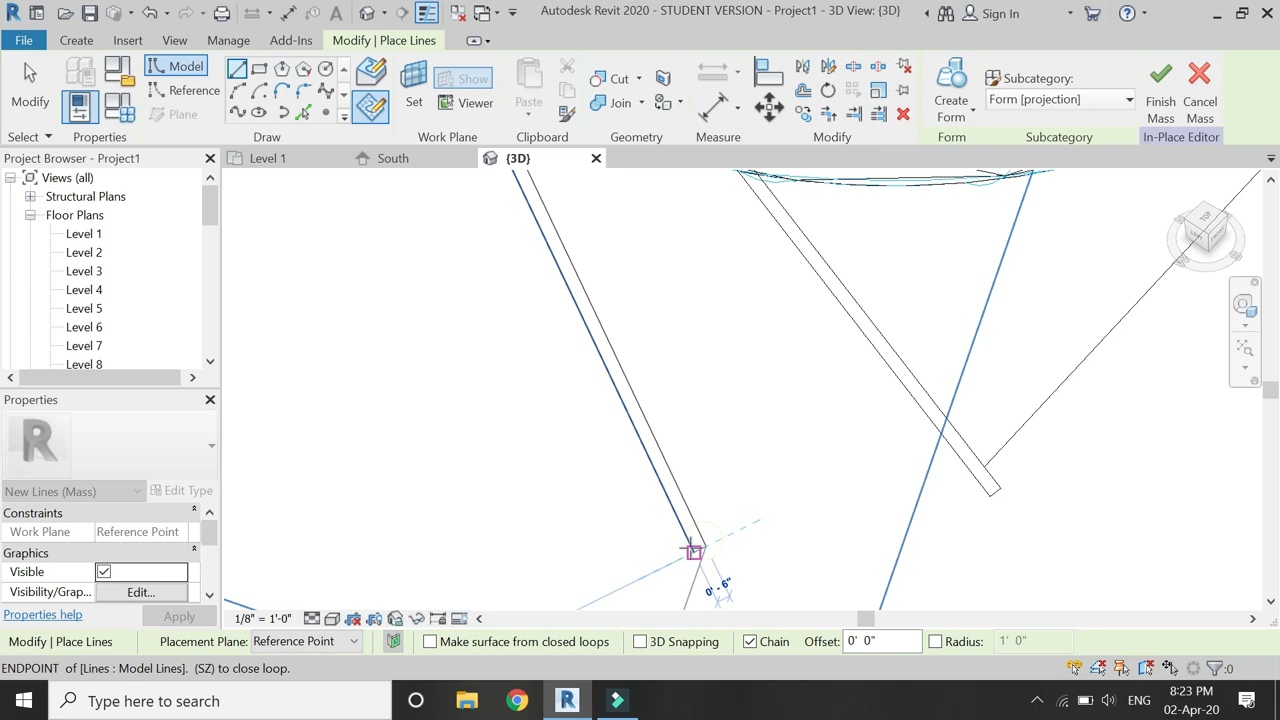 Autodesk Revit 2020 - STUDENT VERSION - Project1 - 3D View: {3D}
Sign In
File
Create
Insert
View
Manage
Add-Ins
Modify | Place Lines
Modify
Model
Reference
Plane
Set
Show
Viewer
Paste
Cut
Join
Create
Form
Subcategory:
Form [projection]
Finish
Mass
Cancel
Mass
Select
Properties
Draw
Work Plane
Clipboard
Geometry
Measure
Modify
Form
Subcategory
In-Place Editor
Project Browser - Project1
Level 1
South
{3D}
Views (all)
Structural Plans
Floor Plans
Level 1
Level 2
Level 3
Level 4
Level 5
Level 6
Level 7
Level 8
Properties
New Lines (Mass)
Edit Type
Constraints
Work Plane
Reference Point
Graphics
Visible
Visibility/Grap...
Edit...
Properties help
Apply
TOP
0' - 6"
1/8" = 1'-0"
Modify | Place Lines
Placement Plane:
Reference Point
Make surface from closed loops
3D Snapping
Chain
Offset:
0' 0"
Radius:
1' 0"
ENDPOINT of [Lines : Model Lines]. (SZ) to close loop.
:0
Type here to search
ENG
8:23 PM
02-Apr-20